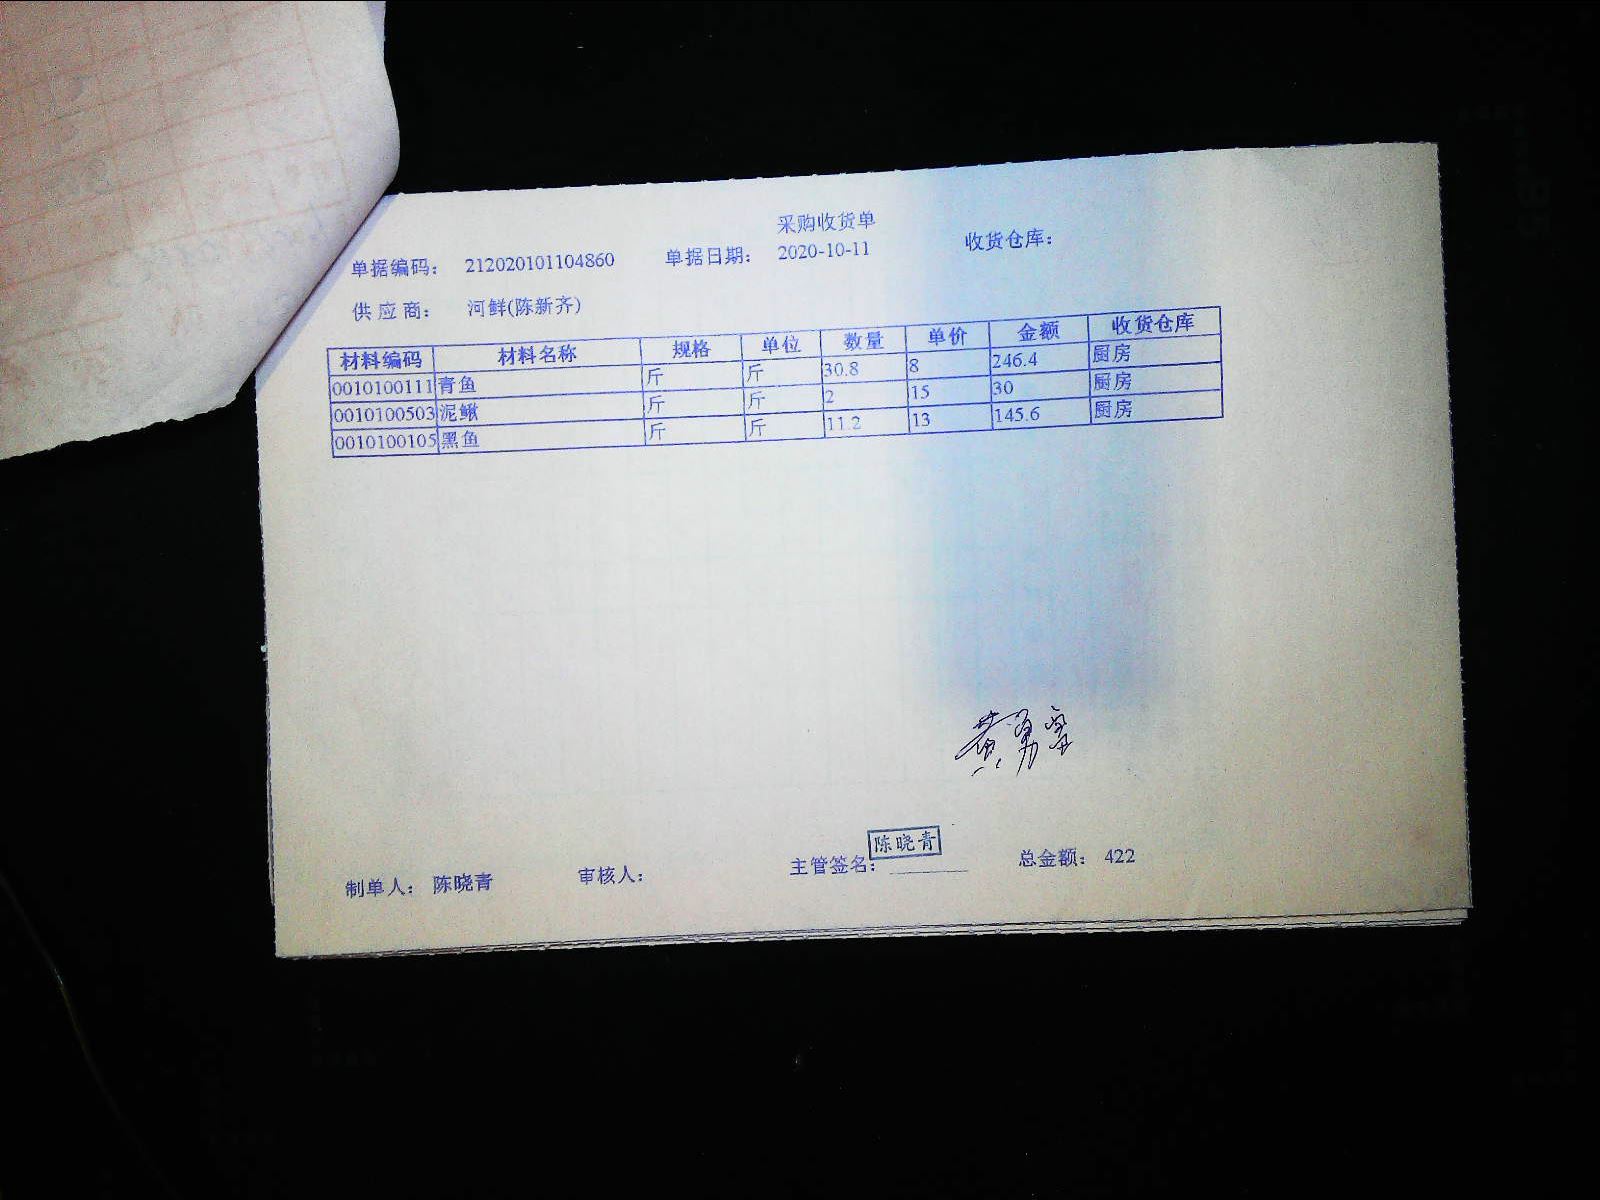 采购收货单
单据编码： 212020101104860 单据日期： 2020-10-11 收货仓库：
供应商： 河鲜(陈新齐)
材料编码 材料名称 规格 单位 数量 单价 金额 收货仓库
0010100111 青鱼 斤 斤 30.8 8 246.4 厨房
0010100503 泥鳅 斤 斤 2 15 30 厨房
0010100105 黑鱼 斤 斤 11.2 13 145.6 厨房
陈晓青
制单人： 陈晓青 审核人： 主管签名： 总金额： 422